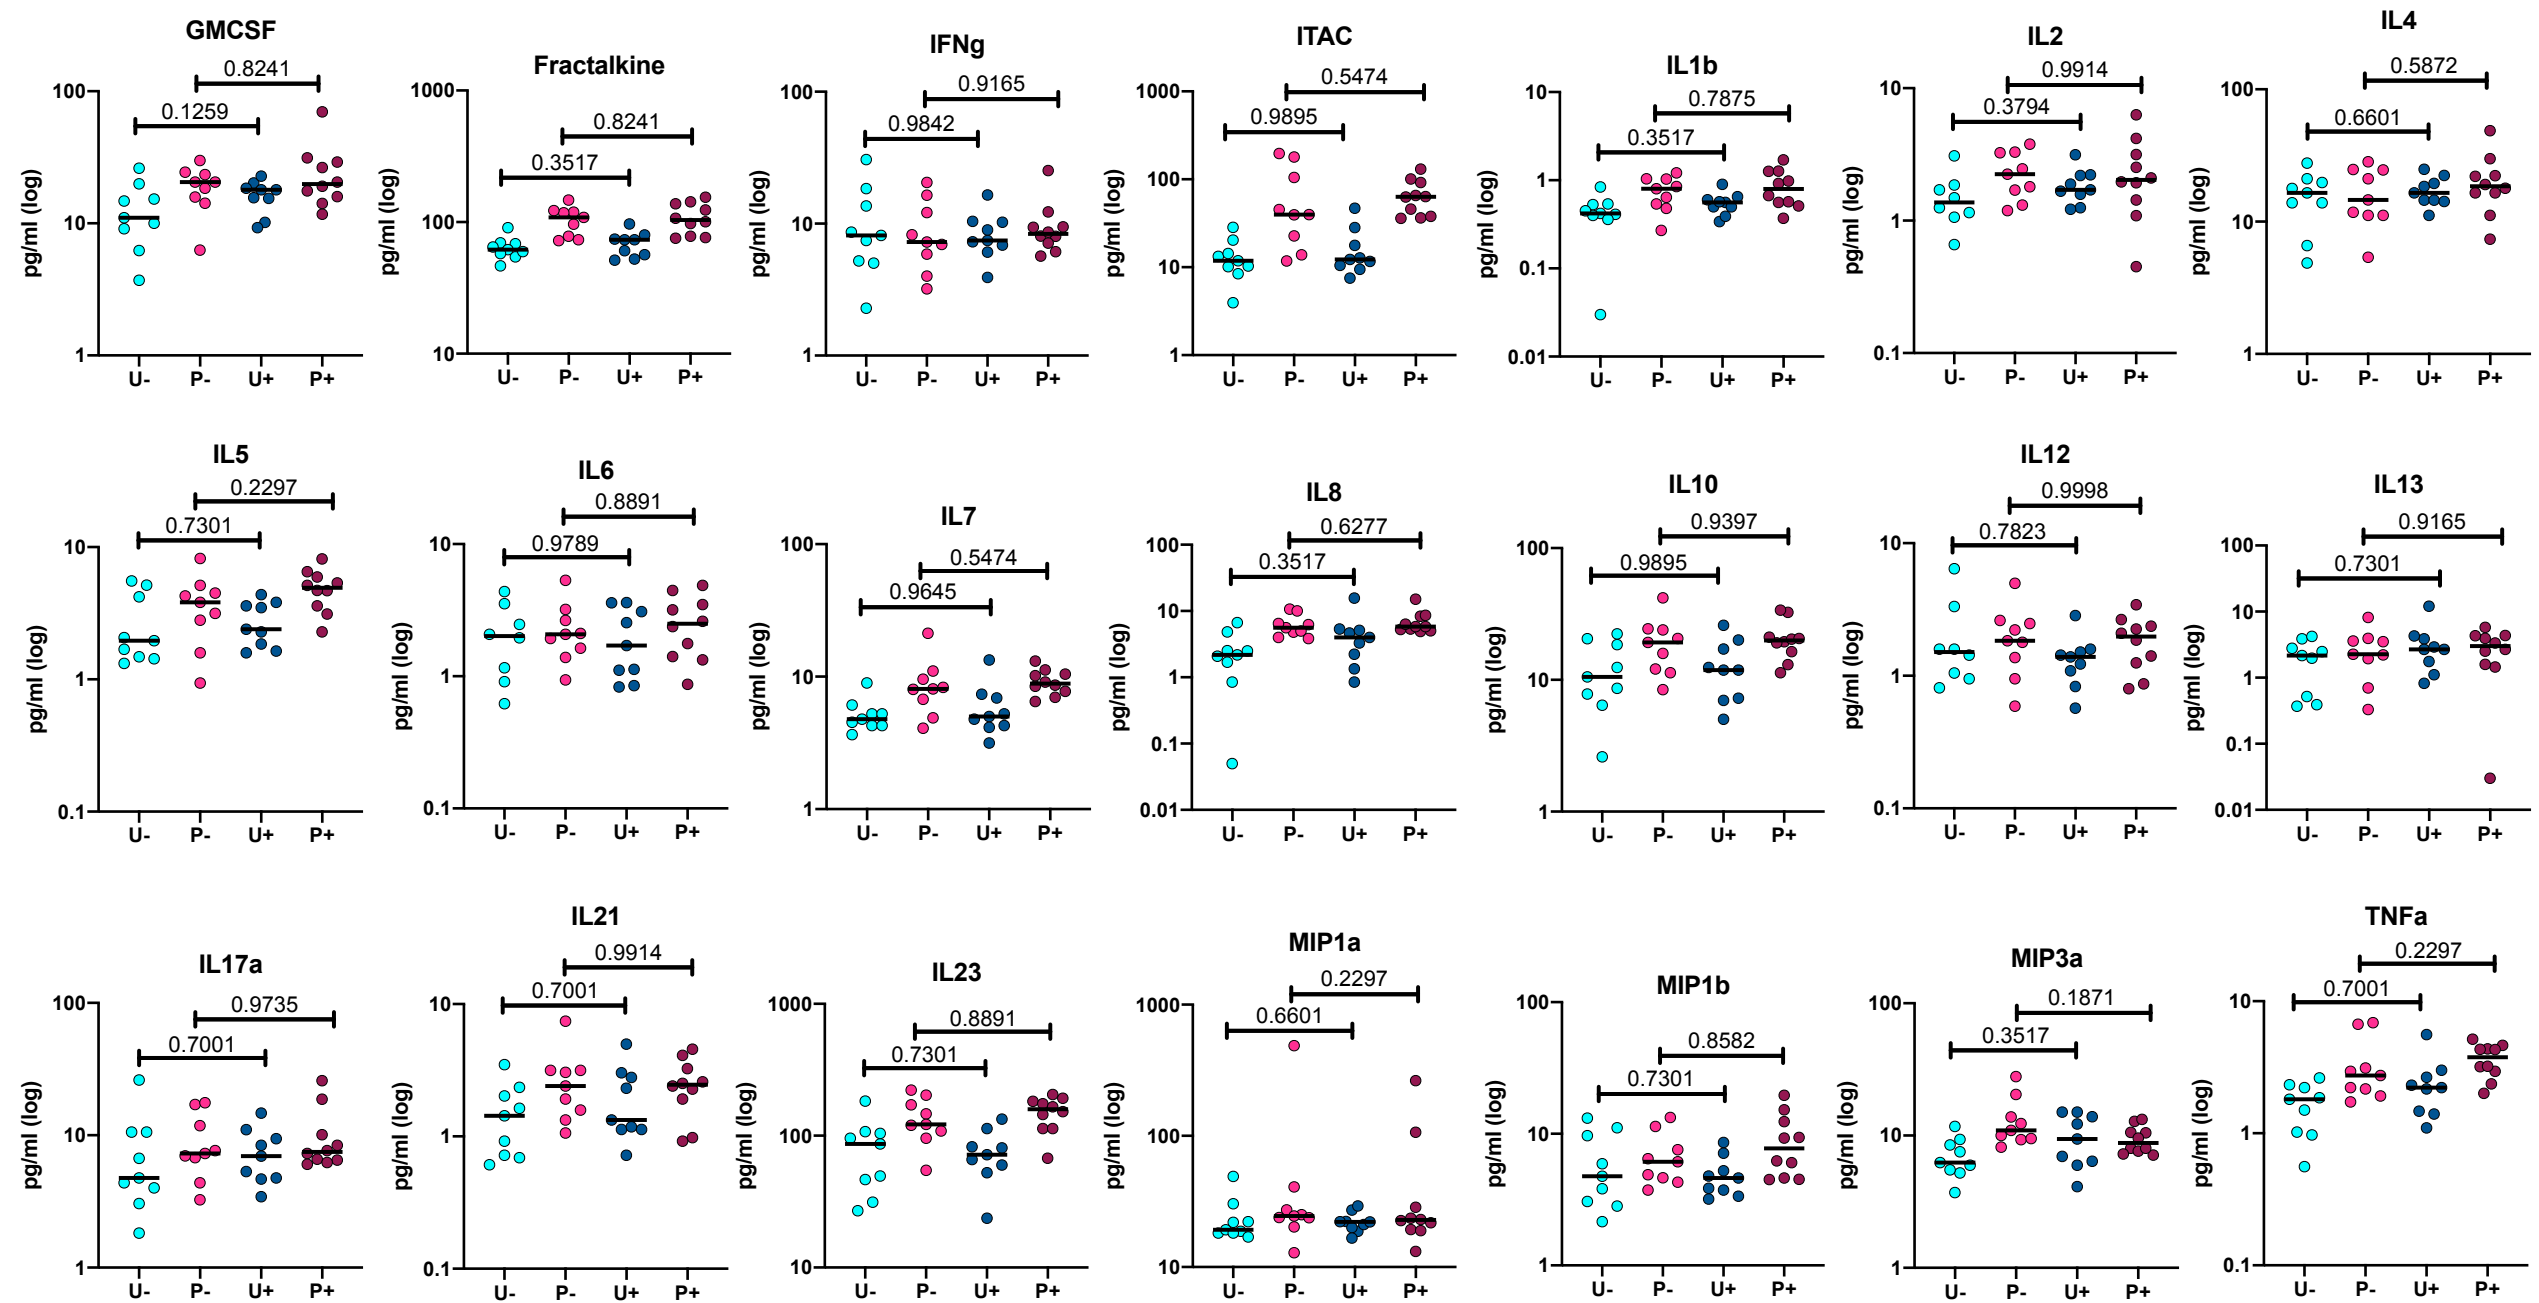 GMCSF
0.8241
0.1259
pg/ml (log)
100
10
1
U- P- U+ P+
Fractalkine
0.8241
0.3517
pg/ml (log)
1000
100
10
U- P- U+ P+
IFNg
0.9165
0.9842
pg/ml (log)
100
10
1
U- P- U+ P+
ITAC
0.5474
0.9895
pg/ml (log)
1000
100
10
1
U- P- U+ P+
IL1b
0.7875
0.3517
pg/ml (log)
10
1
0.1
0.01
U- P- U+ P+
IL2
0.9914
0.3794
pg/ml (log)
10
1
0.1
U- P- U+ P+
IL4
0.5872
0.6601
pg/ml (log)
100
10
1
U- P- U+ P+
IL5
0.2297
0.7301
pg/ml (log)
10
1
0.1
U- P- U+ P+
IL6
0.8891
0.9789
pg/ml (log)
10
1
0.1
U- P- U+ P+
IL7
0.5474
0.9645
pg/ml (log)
100
10
1
U- P- U+ P+
IL8
0.6277
0.3517
pg/ml (log)
100
10
1
0.1
0.01
U- P- U+ P+
IL10
0.9397
0.9895
pg/ml (log)
100
10
1
U- P- U+ P+
IL12
0.9998
0.7823
pg/ml (log)
10
1
0.1
U- P- U+ P+
IL13
0.9165
0.7301
pg/ml (log)
100
10
1
0.1
0.01
U- P- U+ P+
IL17a
0.9735
0.7001
pg/ml (log)
100
10
1
U- P- U+ P+
IL21
0.9914
0.7001
pg/ml (log)
10
1
0.1
U- P- U+ P+
IL23
0.8891
0.7301
pg/ml (log)
1000
100
10
U- P- U+ P+
MIP1a
0.2297
0.6601
pg/ml (log)
1000
100
10
U- P- U+ P+
MIP1b
0.8582
0.7301
pg/ml (log)
100
10
1
U- P- U+ P+
MIP3a
0.1871
0.3517
pg/ml (log)
100
10
1
U- P- U+ P+
TNFa
0.2297
0.7001
pg/ml (log)
10
1
0.1
U- P- U+ P+